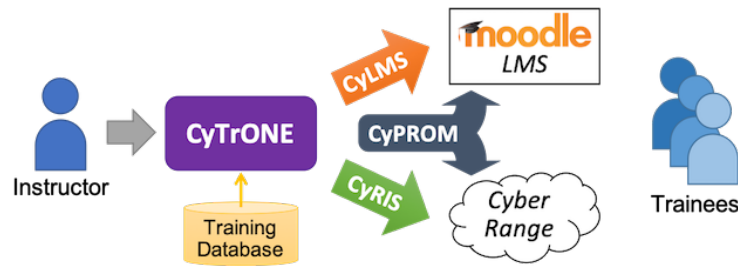 CyLMS
moodle
LMS
CyTrONE
CyPROM
Instructor
CyRIS
Training
Database
Cyber
Range
Trainees